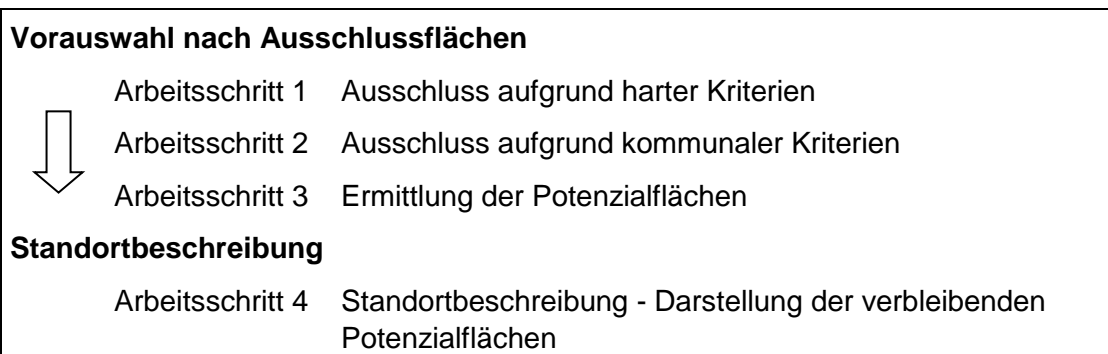 Vorauswahl nach Ausschlussflächen
Arbeitsschritt 1 Ausschluss aufgrund harter Kriterien
Arbeitsschritt 2 Ausschluss aufgrund kommunaler Kriterien
Arbeitsschritt 3 Ermittlung der Potenzialflächen
Standortbeschreibung
Arbeitsschritt 4 Standortbeschreibung - Darstellung der verbleibenden
Potenzialflächen